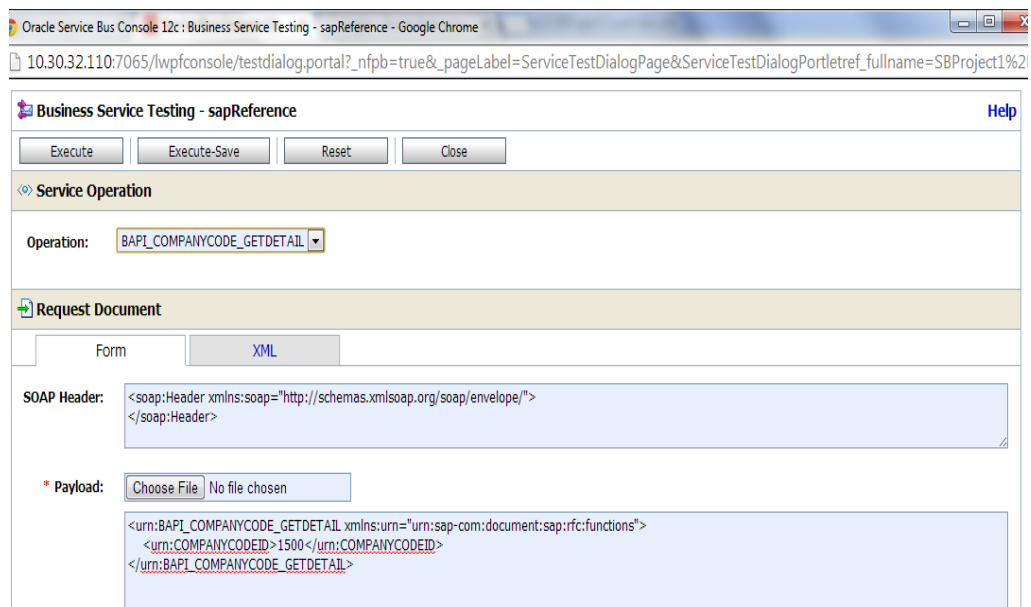 Oracle Service Bus Console 12c : Business Service Testing - sapReference - Google Chrome
10.30.32.110:7065/lwpfconsole/testdialog.portal?_nfpb=true&_pageLabel=ServiceTestDialogPage&ServiceTestDialogPortletref_fullname=SBProject1%2
Business Service Testing - sapReference
Help
Execute
Execute-Save
Reset
Close
Service Operation
Operation:
BAPI_COMPANYCODE_GETDETAIL
Request Document
Form
XML
SOAP Header:
<soap:Header xmlns:soap="http://schemas.xmlsoap.org/soap/envelope/">
</soap:Header>
* Payload:
Choose File No file chosen
<urn:BAPI_COMPANYCODE_GETDETAIL xmlns:urn="urn:sap-com:document:sap:rfc:functions">
<urn:COMPANYCODEID>1500</urn:COMPANYCODEID>
</urn:BAPI_COMPANYCODE_GETDETAIL>